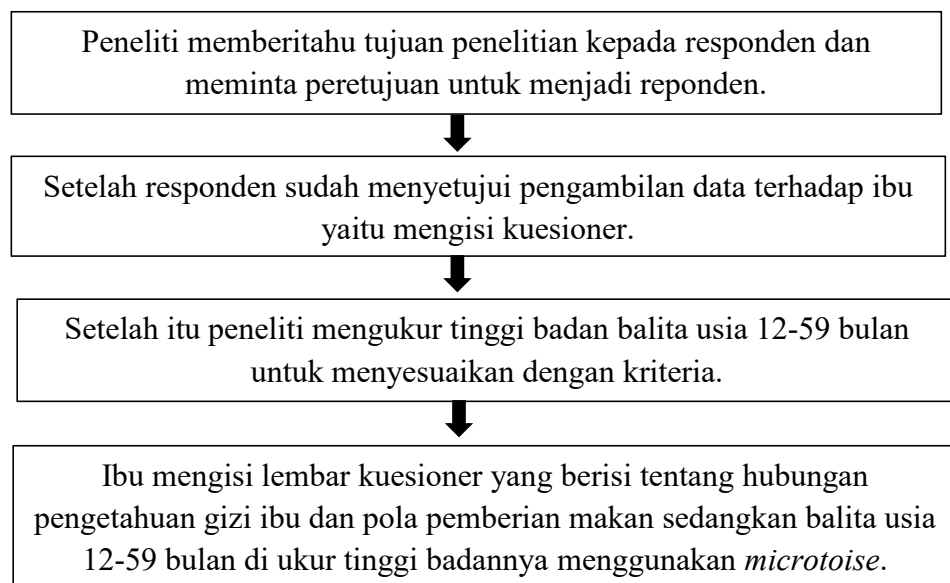 Peneliti memberitahu tujuan penelitian kepada responden dan
meminta peretujuan untuk menjadi reponden.
Setelah responden sudah menyetujui pengambilan data terhadap ibu
yaitu mengisi kuesioner.
Setelah itu peneliti mengukur tinggi badan balita usia 12-59 bulan
untuk menyesuaikan dengan kriteria.
Ibu mengisi lembar kuesioner yang berisi tentang hubungan
pengetahuan gizi ibu dan pola pemberian makan sedangkan balita usia
12-59 bulan di ukur tinggi badannya menggunakan microtoise.